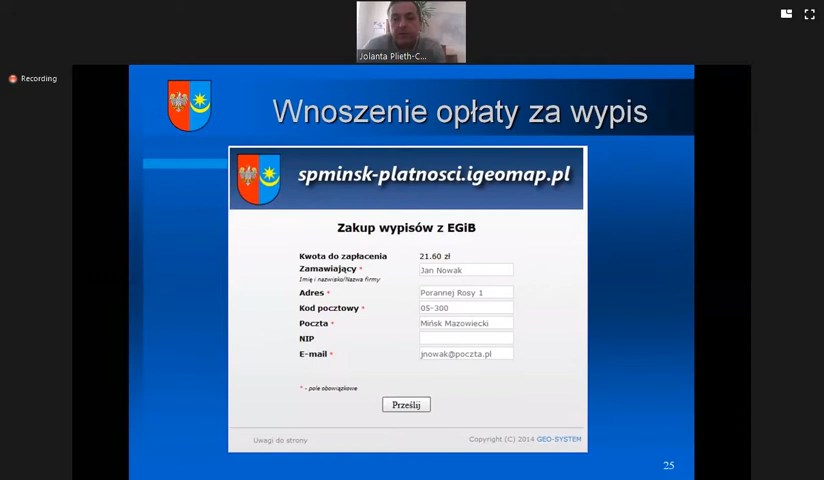 Jolanta Plieth-C...
Recording
Wnoszenie opłaty za wypis
spminsk-platnosci.igeomap.pl
Zakup wypisów z EGiB
Kwota do zapłacenia 21.60 zł
Zamawiający * Jan Nowak
Imię i nazwisko/Nazwa firmy
Adres * Porannej Rosy 1
Kod pocztowy * 05-300
Poczta * Mińsk Mazowiecki
NIP
E-mail * jnowak@poczta.pl
* - pole obowiązkowe
Prześlij
Uwagi do strony Copyright (C) 2014 GEO-SYSTEM
25